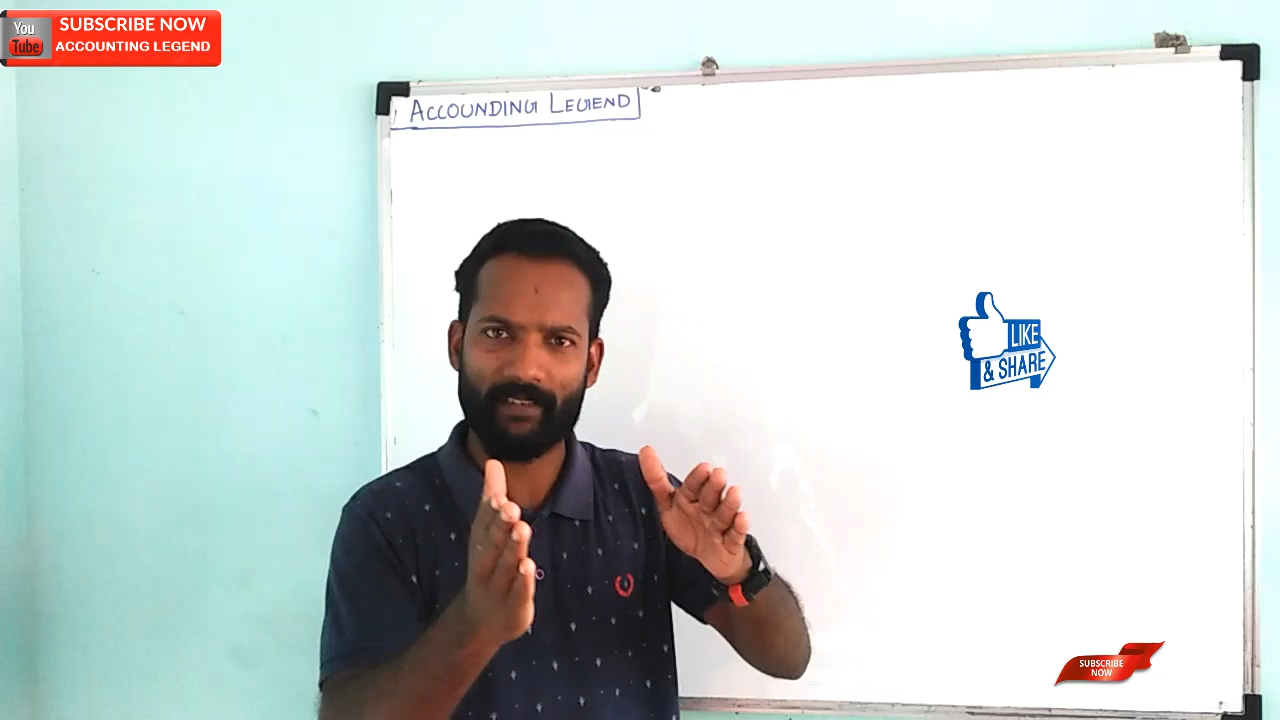 You
Tube
SUBSCRIBE NOW
ACCOUNTING LEGEND
ACCOUNDING LEGEND
LIKE
& SHARE
SUBSCRIBE
NOW